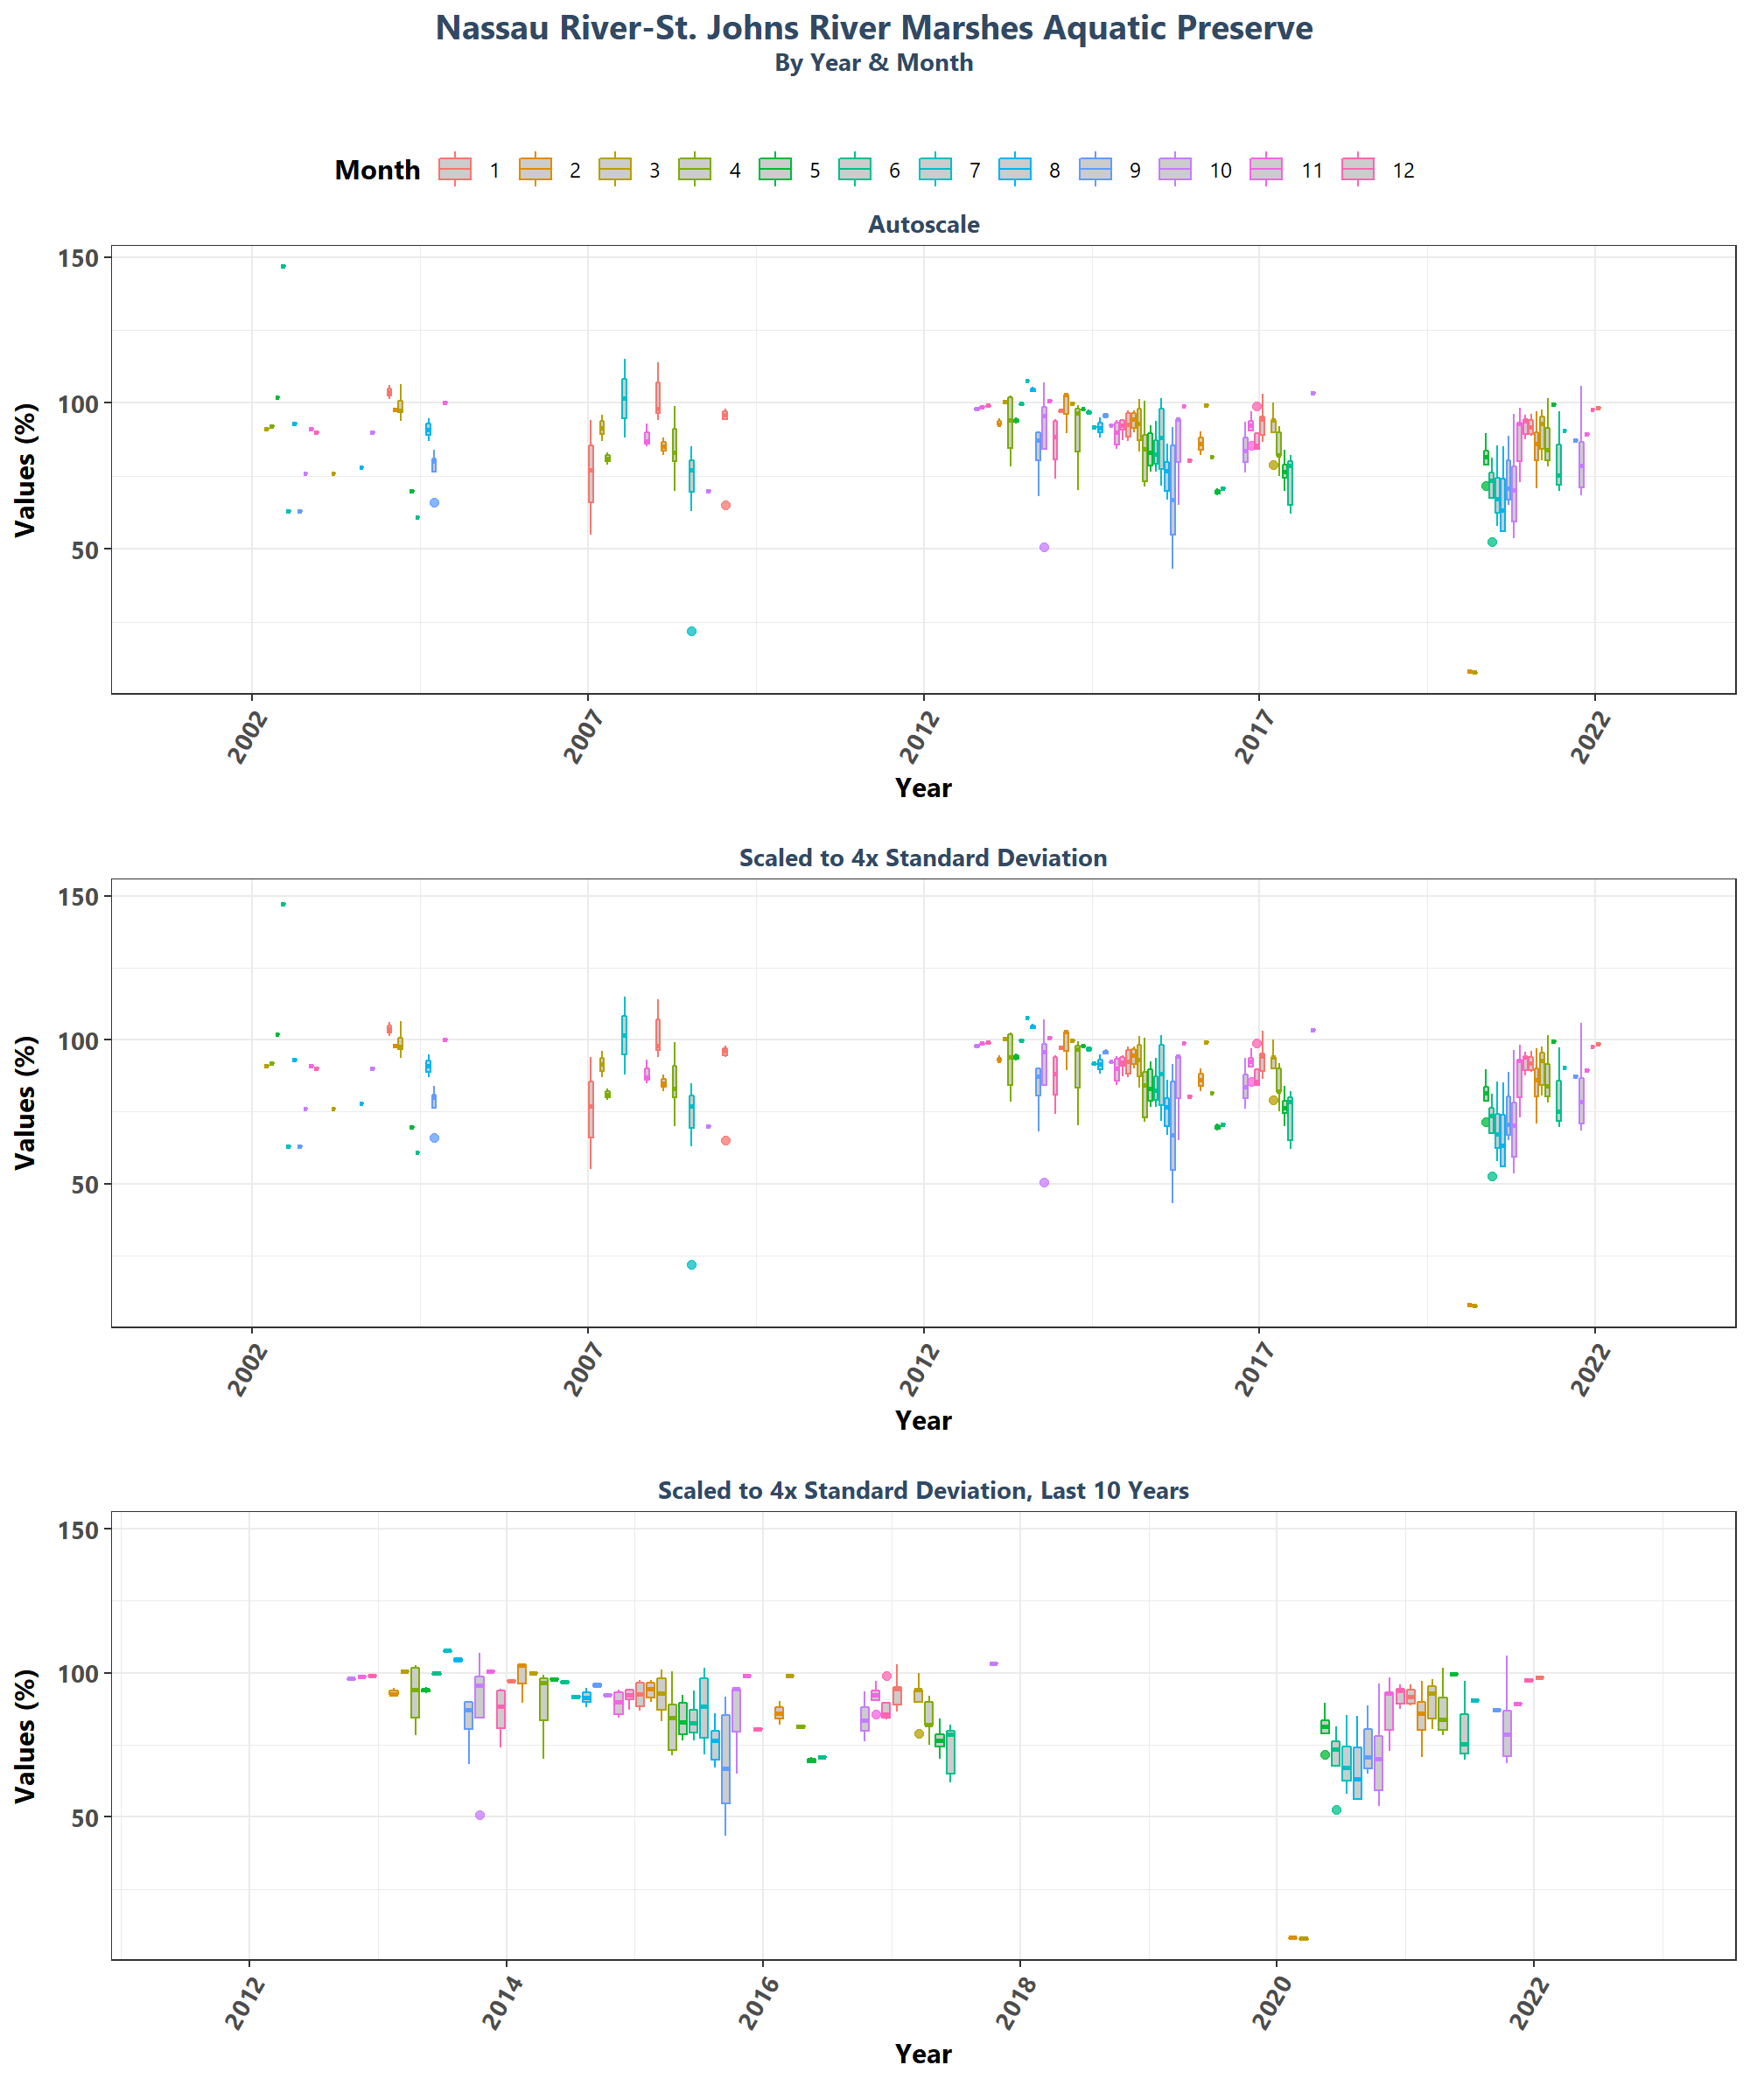 Nassau River-St. Johns River Marshes Aquatic Preserve
By Year & Month
Month 1 2 3 4 5 6 7 8 9 10 11 12
Autoscale
Values (%)
150
100
50
2002 2007 2012 2017 2022
Year
Scaled to 4x Standard Deviation
Values (%)
150
100
50
2002 2007 2012 2017 2022
Year
Scaled to 4x Standard Deviation, Last 10 Years
Values (%)
150
100
50
2012 2014 2016 2018 2020 2022
Year